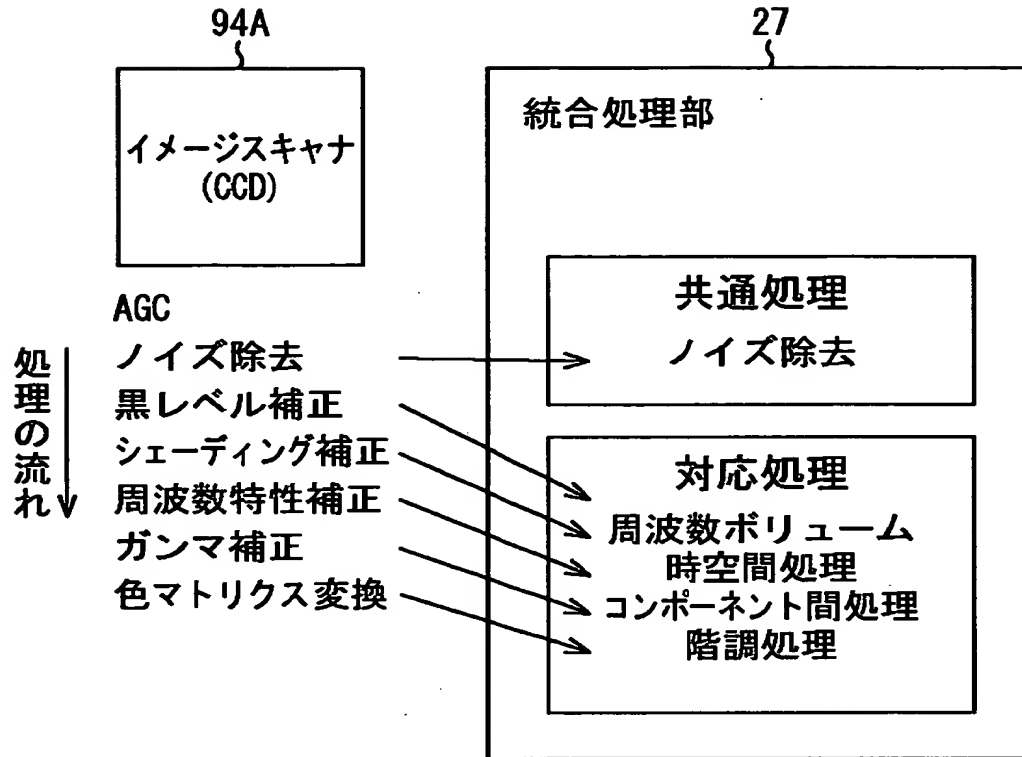 94A
イメージスキャナ
(CCD)
AGC
ノイズ除去
黒レベル補正
シェーディング補正
周波数特性補正
ガンマ補正
色マトリクス変換
処理の流れ
27
統合処理部
共通処理
ノイズ除去
対応処理
周波数ボリューム
時空間処理
コンポーネント間処理
階調処理